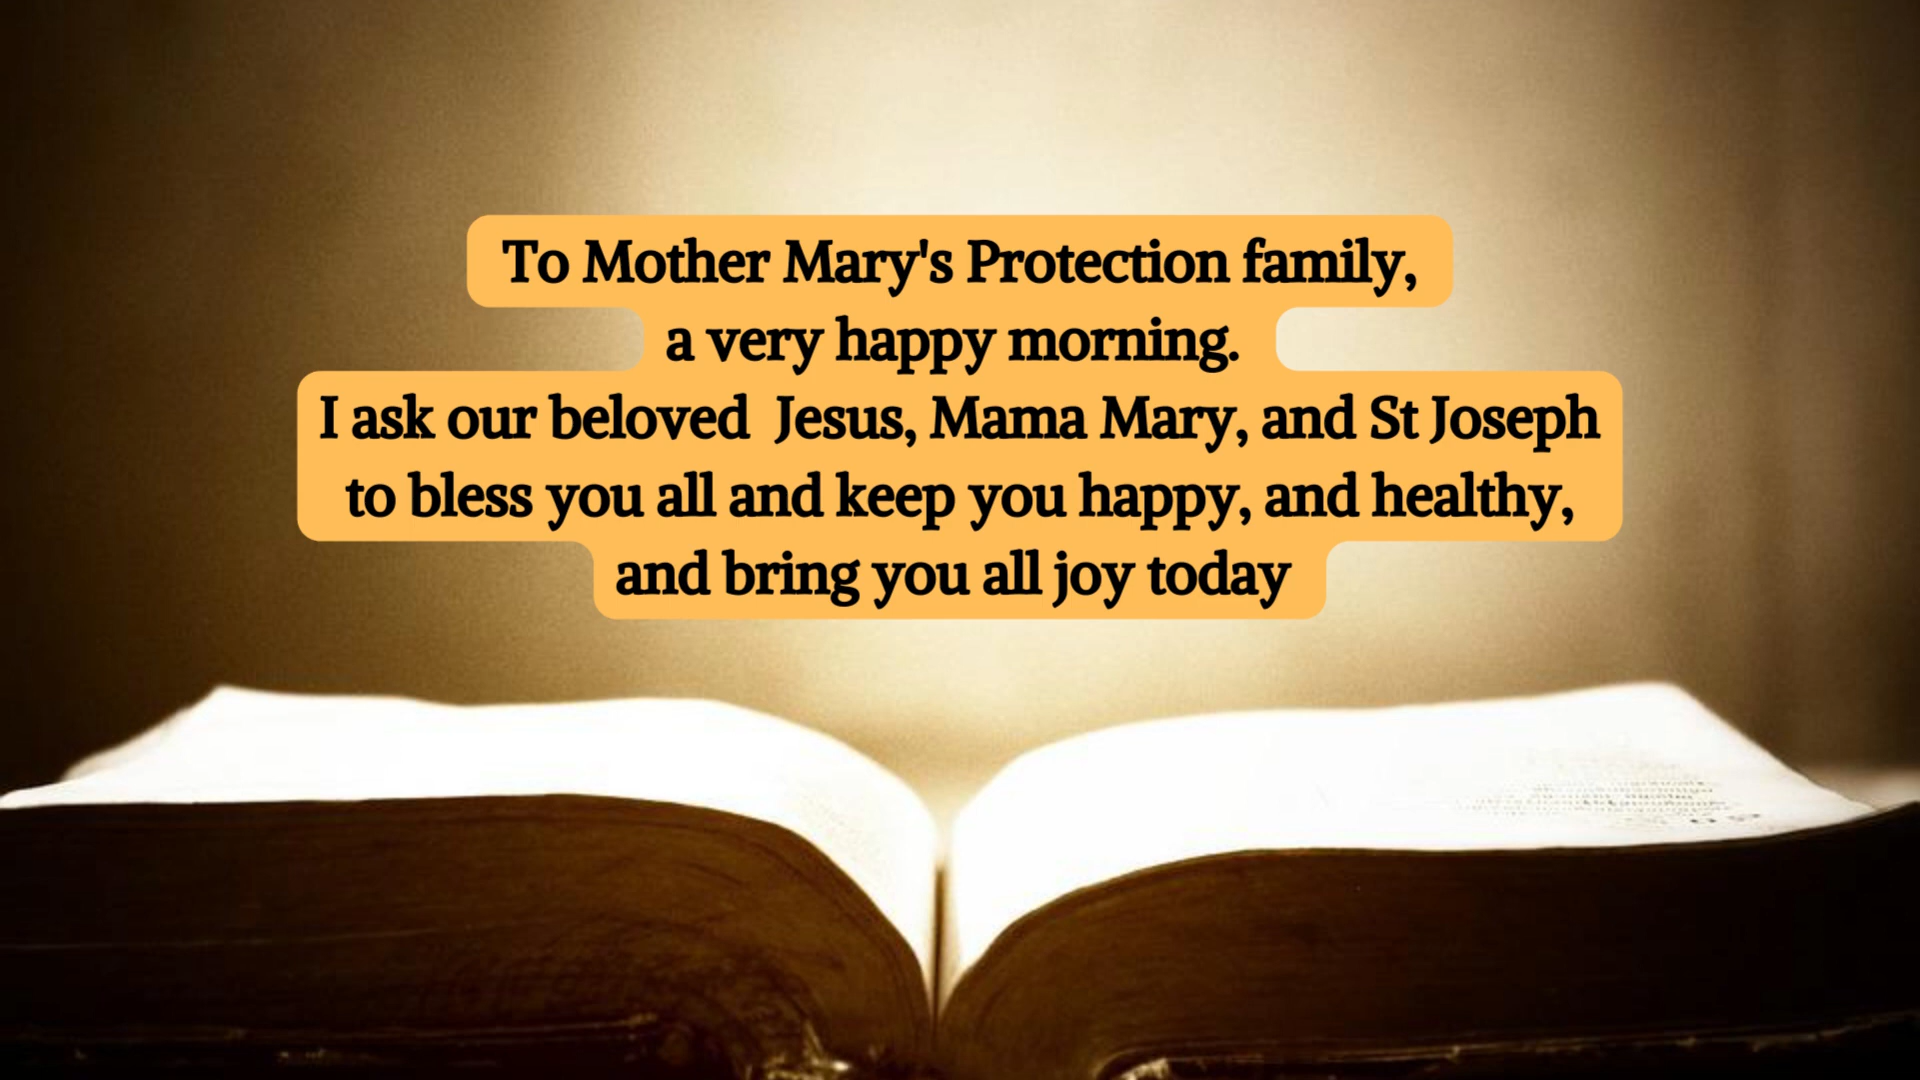 To Mother Mary's Protection family,
a very happy morning.
I ask our beloved  Jesus, Mama Mary, and St Joseph
to bless you all and keep you happy, and healthy,
and bring you all joy today